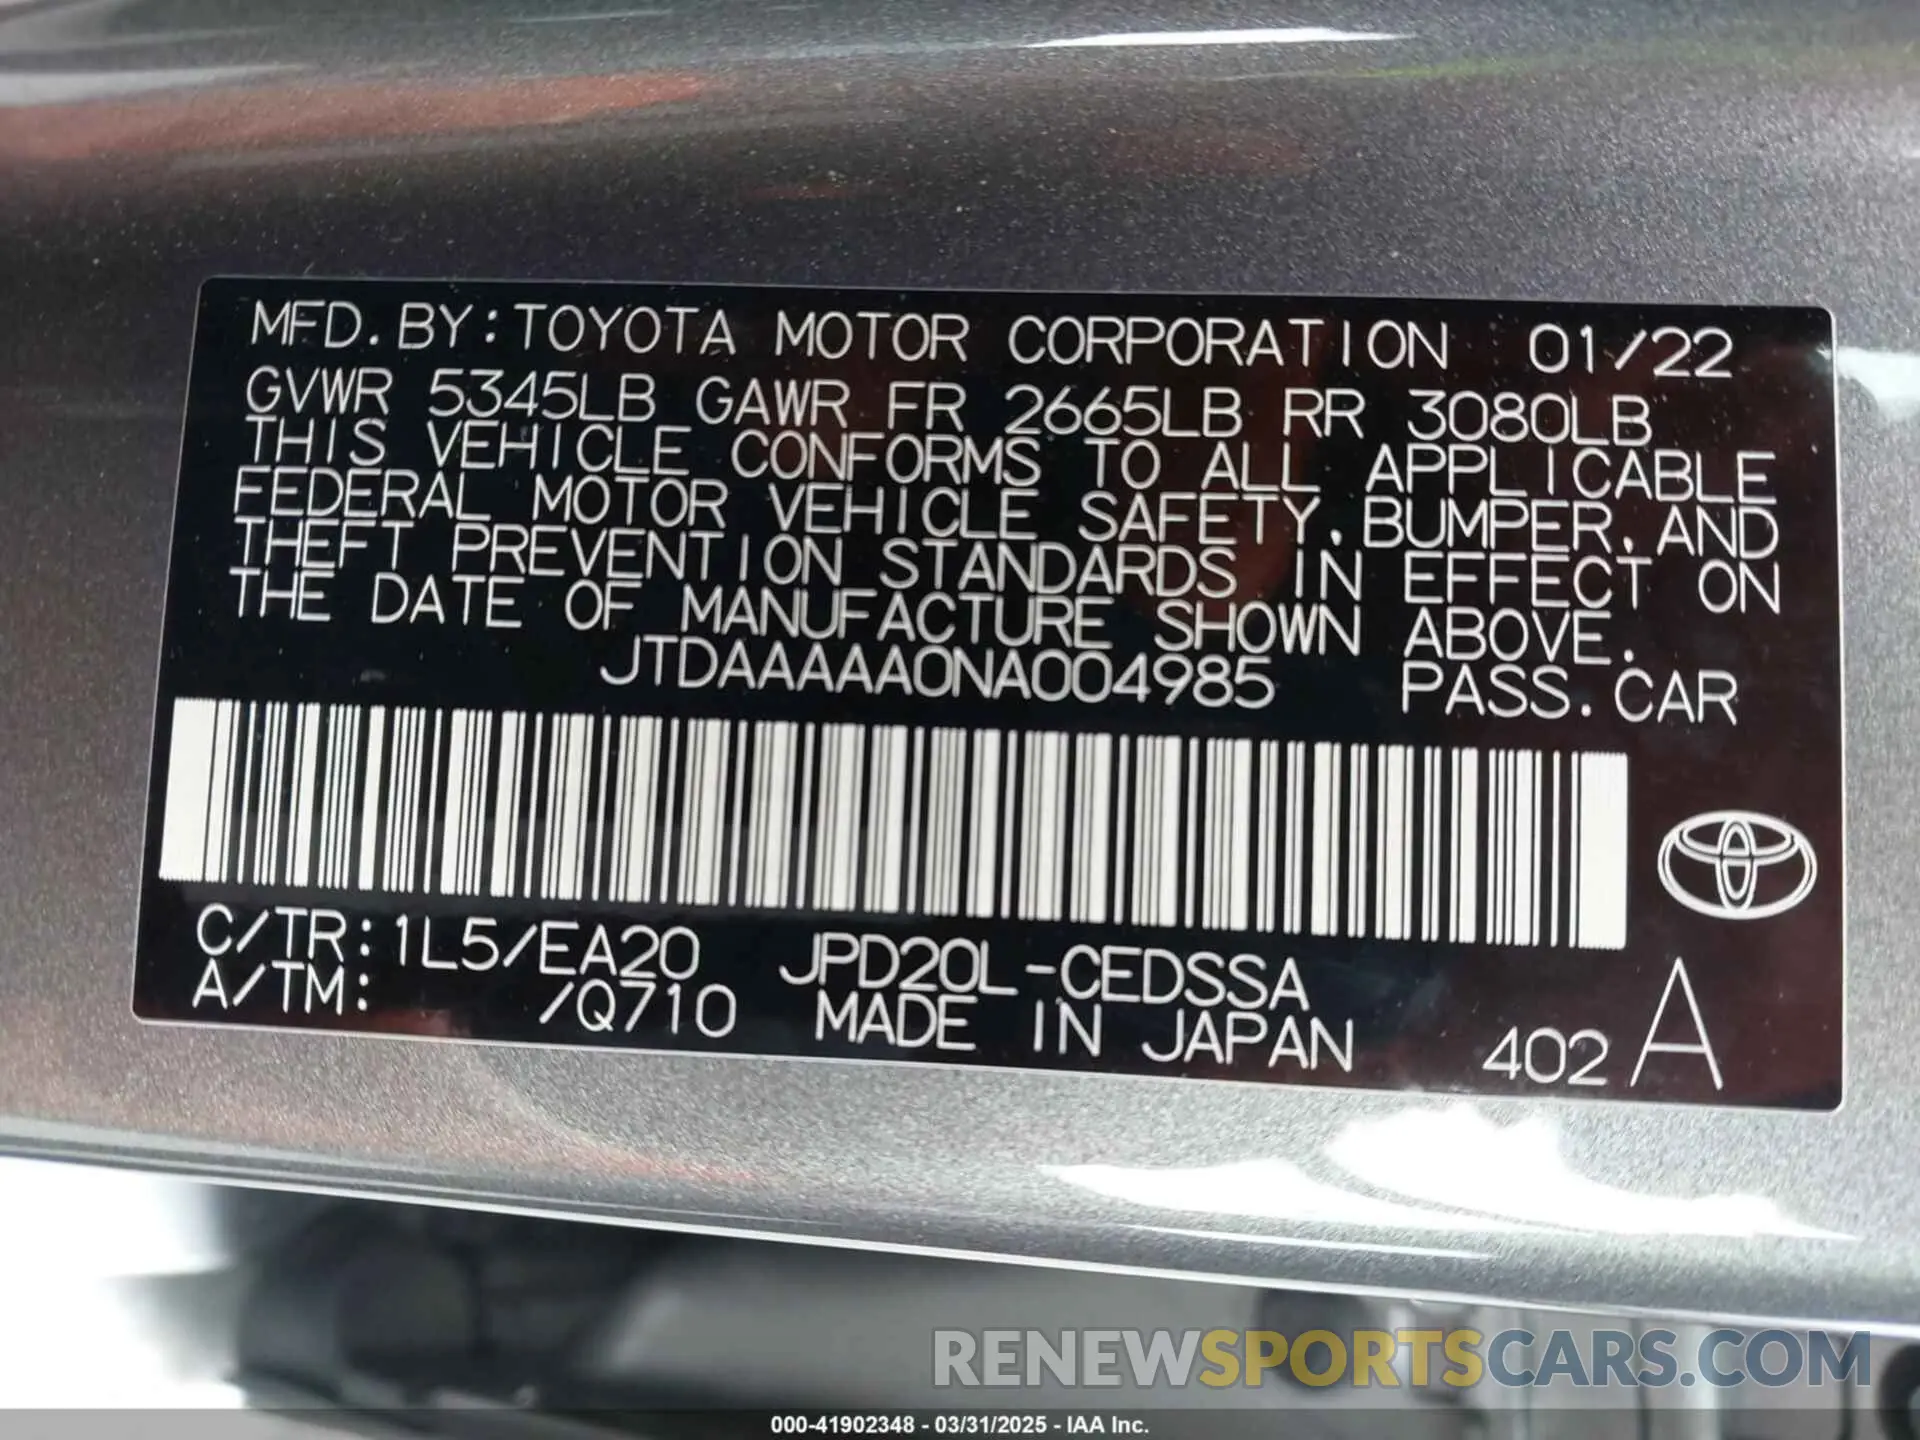 MFD. BY: TOYOTA MOTOR CORPORATION 01/22
GVWR 5345LB GAWR FR 2665LB RR 3080LB
THIS VEHICLE CONFORMS TO ALL APPLICABLE
FEDERAL MOTOR VEHICLE SAFETY, BUMPER, AND
THEFT PREVENTION STANDARDS IN EFFECT ON
THE DATE OF MANUFACTURE SHOWN ABOVE.
JTDAAAAAA0NA004985 PASS. CAR
C/TR: 1L5/EA20 JPD20L-CEDSSA
A/TM: /Q710 MADE IN JAPAN 402 A
RENEWSPORTSCARS.COM
000-41902348 - 03/31/2025 - IAA Inc.